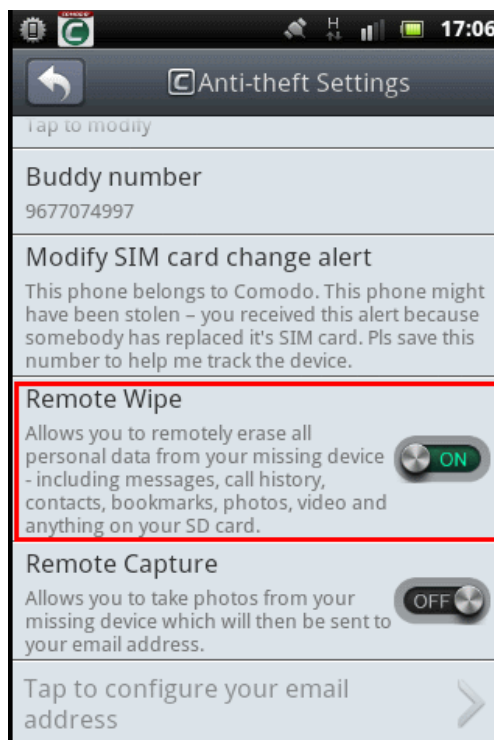 H
17:06
C Anti-theft Settings
Tap to modify
Buddy number
9677074997
Modify SIM card change alert
This phone belongs to Comodo. This phone might
have been stolen – you received this alert because
somebody has replaced it's SIM card. Pls save this
number to help me track the device.
Remote Wipe
Allows you to remotely erase all
personal data from your missing device
- including messages, call history,
contacts, bookmarks, photos, video and
anything on your SD card.
ON
Remote Capture
Allows you to take photos from your
missing device which will then be sent to
your email address.
OFF
Tap to configure your email
address